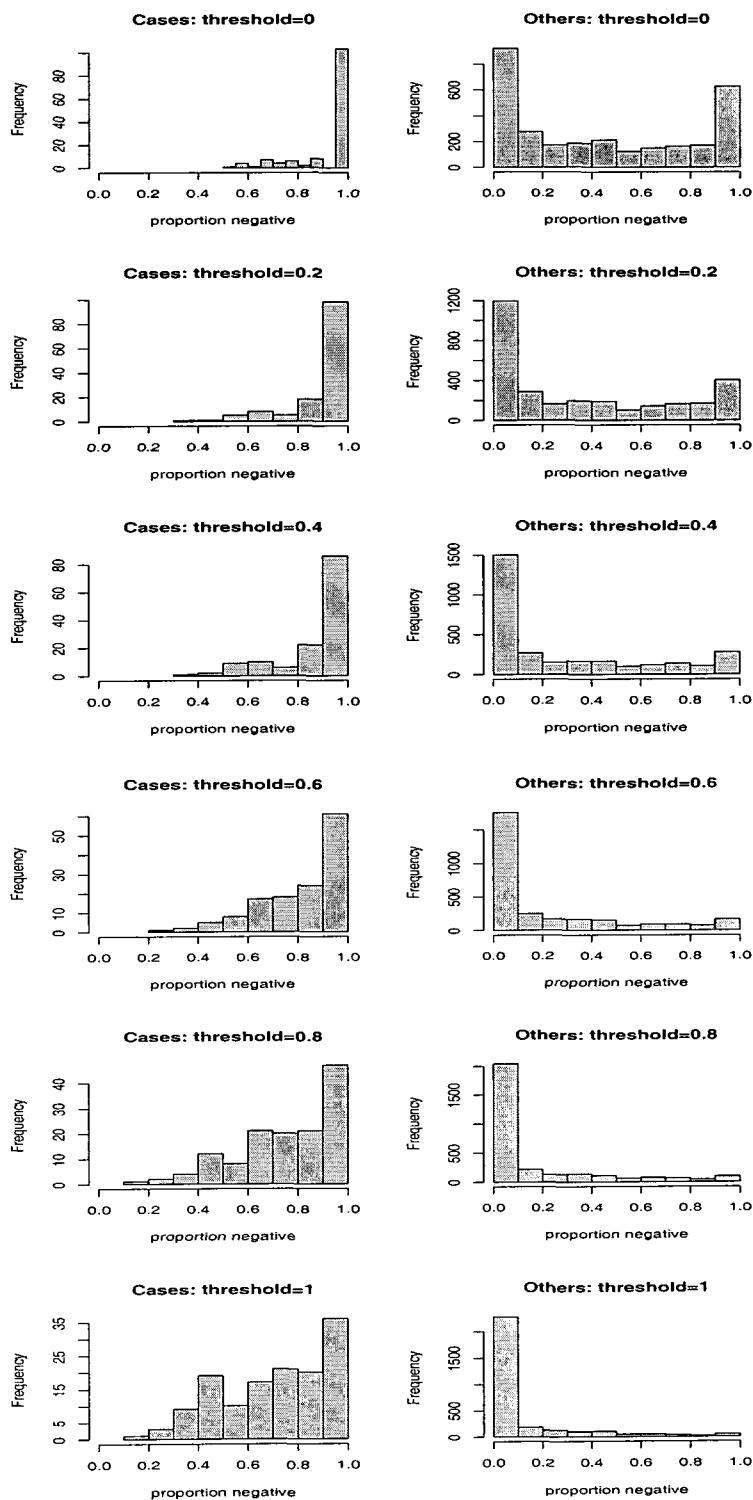 Cases: threshold=0
Frequency
0 20 40 60 80
0.0 0.2 0.4 0.6 0.8 1.0
proportion negative
Others: threshold=0
Frequency
0 200 600
0.0 0.2 0.4 0.6 0.8 1.0
proportion negative
Cases: threshold=0.2
Frequency
0 20 40 60 80
0.0 0.2 0.4 0.6 0.8 1.0
proportion negative
Others: threshold=0.2
Frequency
0 400 800 1200
0.0 0.2 0.4 0.6 0.8 1.0
proportion negative
Cases: threshold=0.4
Frequency
0 20 40 60 80
0.0 0.2 0.4 0.6 0.8 1.0
proportion negative
Others: threshold=0.4
Frequency
0 500 1000 1500
0.0 0.2 0.4 0.6 0.8 1.0
proportion negative
Cases: threshold=0.6
Frequency
0 10 30 50
0.0 0.2 0.4 0.6 0.8 1.0
proportion negative
Others: threshold=0.6
Frequency
0 500 1000
0.0 0.2 0.4 0.6 0.8 1.0
proportion negative
Cases: threshold=0.8
Frequency
0 10 20 30 40
0.0 0.2 0.4 0.6 0.8 1.0
proportion negative
Others: threshold=0.8
Frequency
0 500 1500
0.0 0.2 0.4 0.6 0.8 1.0
proportion negative
Cases: threshold=1
Frequency
0 5 15 25 35
0.0 0.2 0.4 0.6 0.8 1.0
proportion negative
Others: threshold=1
Frequency
0 500 1500
0.0 0.2 0.4 0.6 0.8 1.0
proportion negative